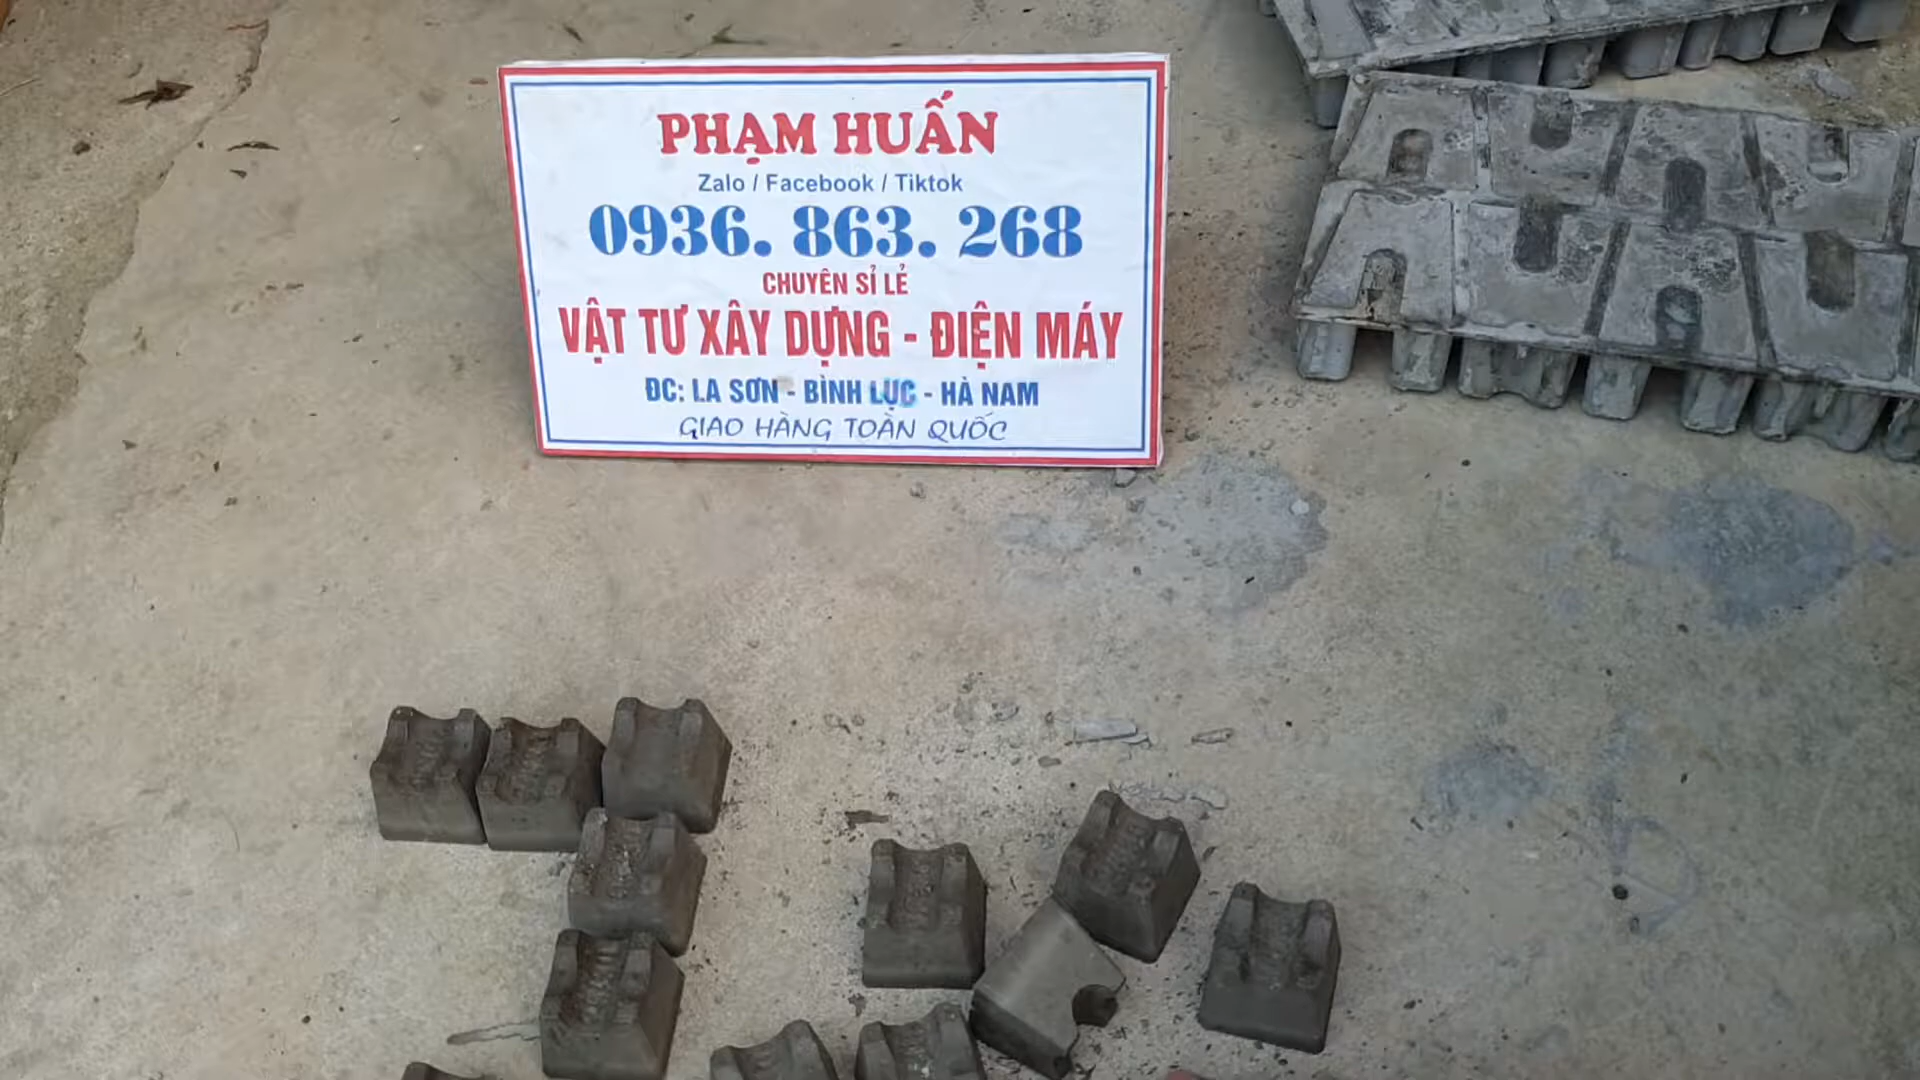 PHẠM HUẤN
Zalo / Facebook / Tiktok
0936. 863. 268
CHUYÊN SỈ LẺ
VẬT TƯ XÂY DỰNG - ĐIỆN MÁY
ĐC: LA SƠN - BÌNH LỤC - HÀ NAM
GIAO HÀNG TOÀN QUỐC